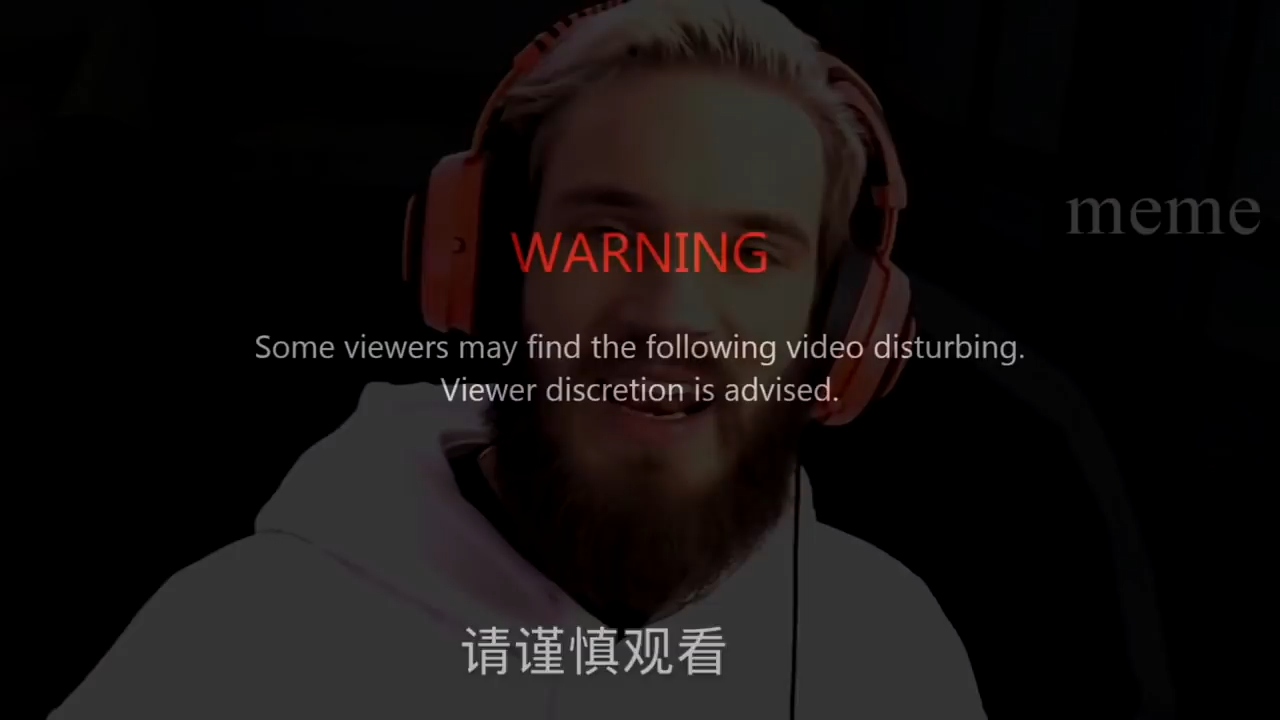 meme
WARNING
Some viewers may find the following video disturbing.
Viewer discretion is advised.
请谨慎观看